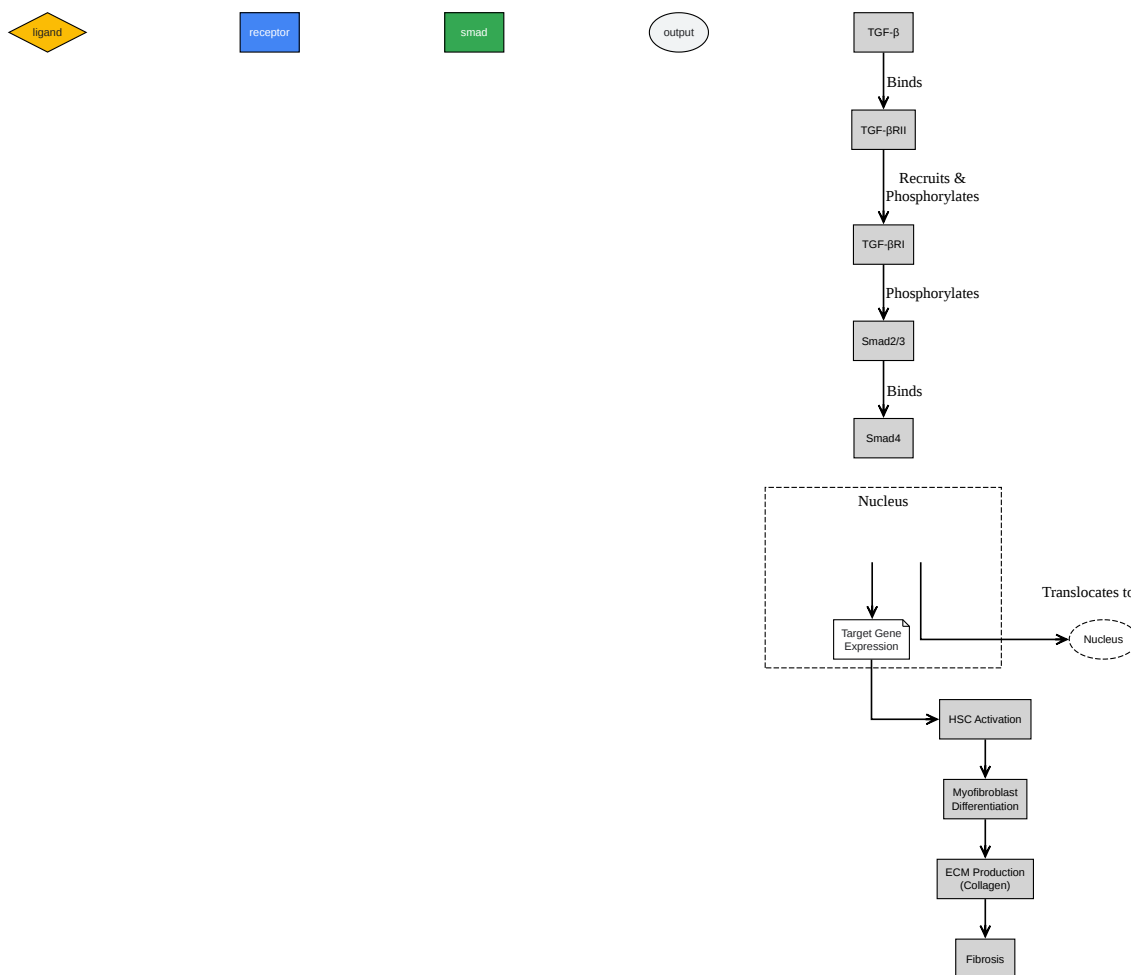 ligand
receptor
smad
output
TGF-β
Binds
TGF-βRII
Recruits &
Phosphorylates
TGF-βRI
Phosphorylates
Smad2/3
Binds
Smad4
Nucleus
Translocates to
Target Gene
Expression
Nucleus
HSC Activation
Myofibroblast
Differentiation
ECM Production
(Collagen)
Fibrosis